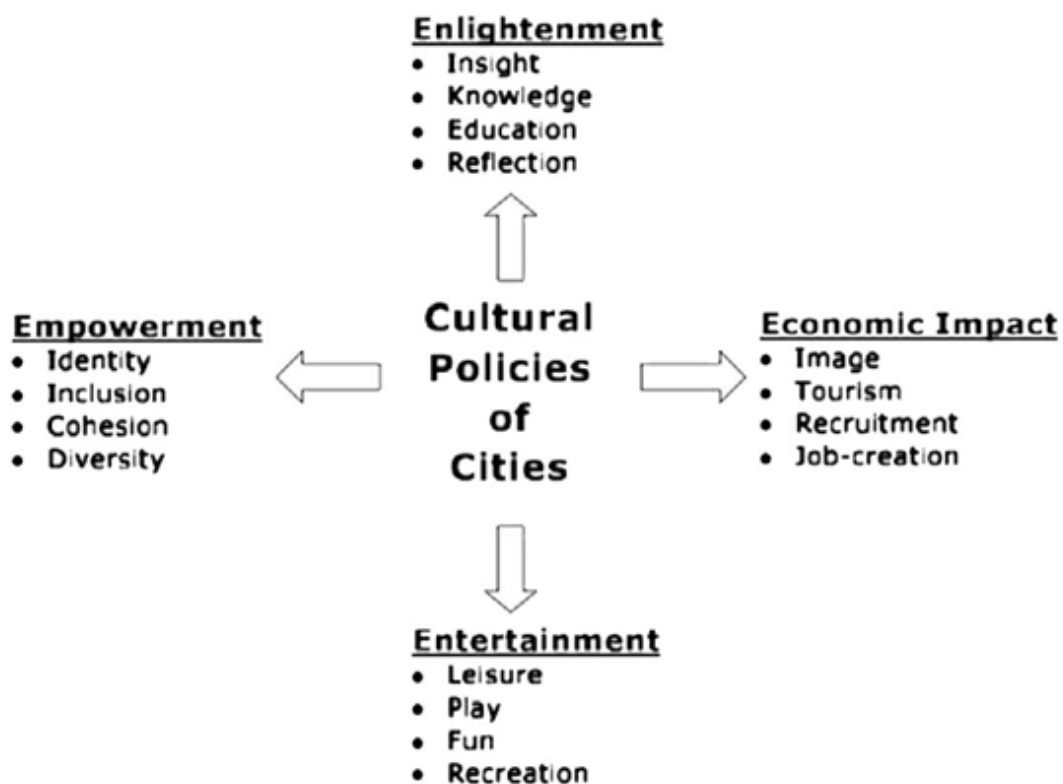 Enlightenment
• Insight
• Knowledge
• Education
• Reflection
Empowerment
• Identity
• Inclusion
• Cohesion
• Diversity
Cultural
Policies
of
Cities
Economic Impact
• Image
• Tourism
• Recruitment
• Job-creation
Entertainment
• Leisure
• Play
• Fun
• Recreation